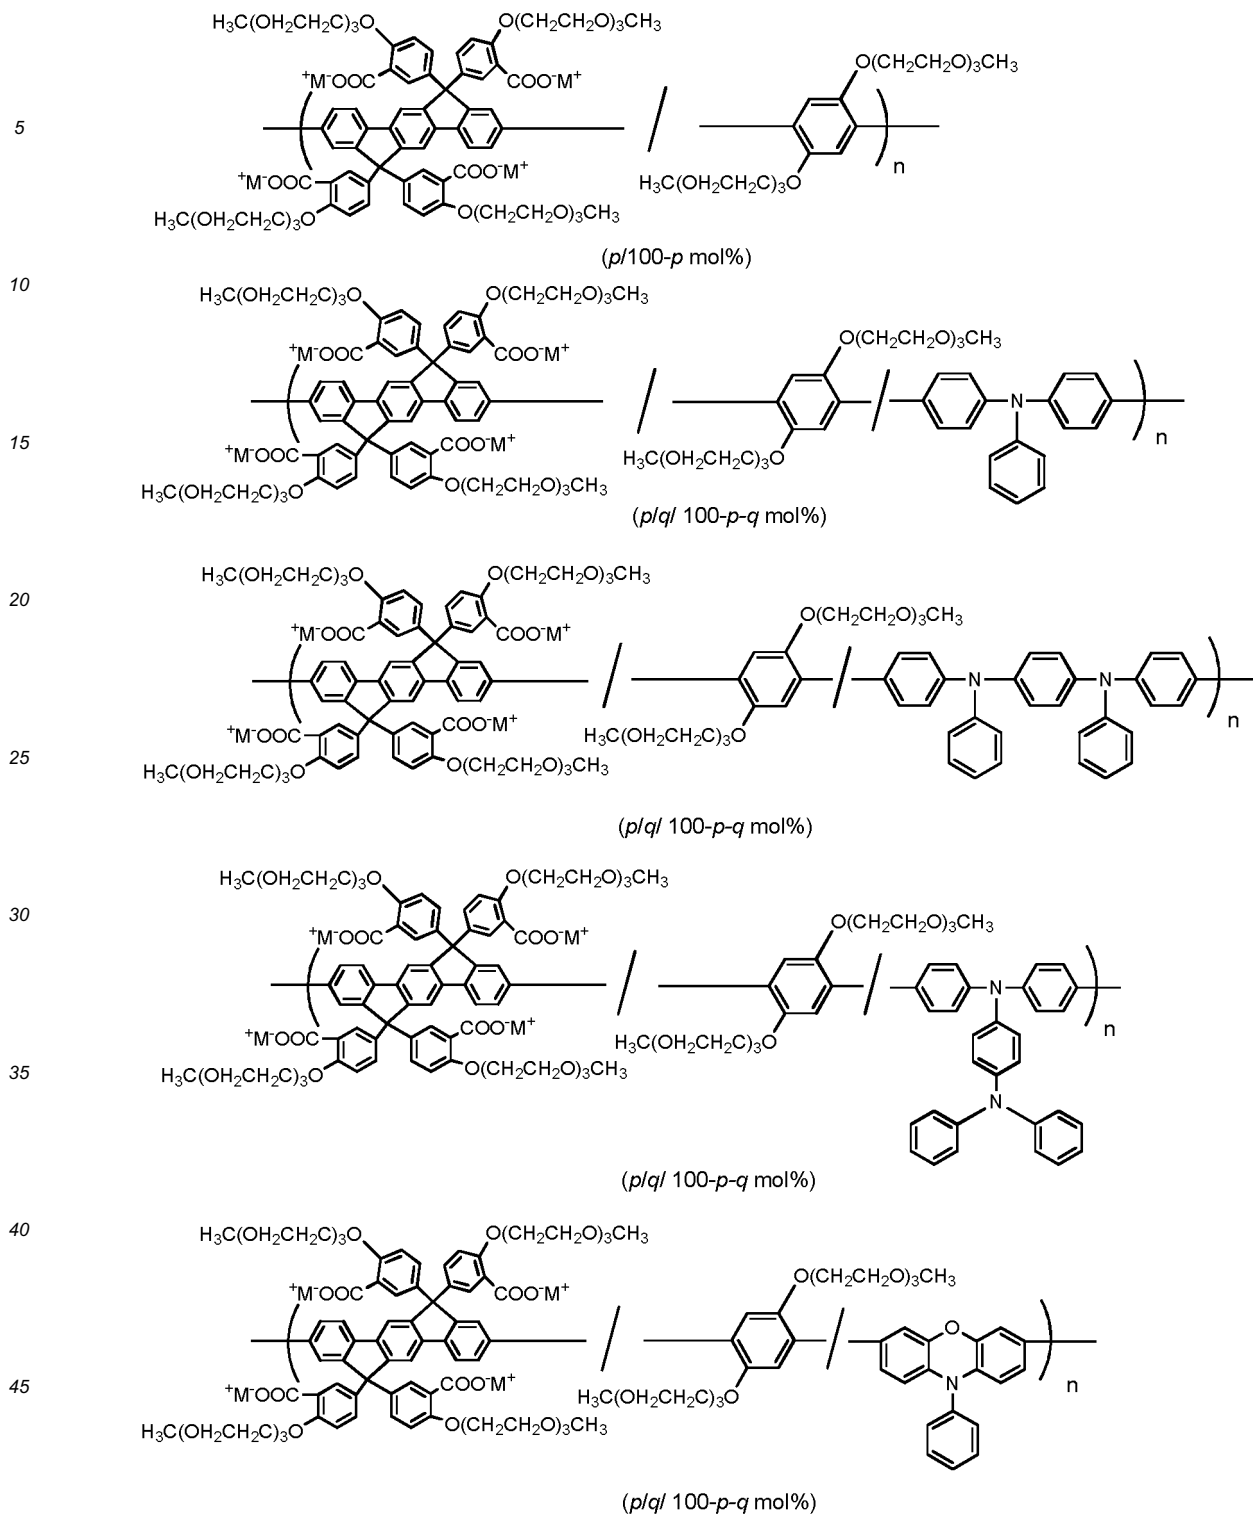 H₃C(OH₂CH₂C)₃O O(CH₂CH₂O)₃CH₃
⁺M⁻OOC COO⁻M⁺ O(CH₂CH₂O)₃CH₃
5
⁺M⁻OOC COO⁻M⁺ H₃C(OH₂CH₂C)₃O n
H₃C(OH₂CH₂C)₃O O(CH₂CH₂O)₃CH₃
(p/100-p mol%)
10
H₃C(OH₂CH₂C)₃O O(CH₂CH₂O)₃CH₃
⁺M⁻OOC COO⁻M⁺ O(CH₂CH₂O)₃CH₃
N
15
⁺M⁻OOC COO⁻M⁺ H₃C(OH₂CH₂C)₃O n
H₃C(OH₂CH₂C)₃O O(CH₂CH₂O)₃CH₃
(p/q/ 100-p-q mol%)
H₃C(OH₂CH₂C)₃O O(CH₂CH₂O)₃CH₃
20
⁺M⁻OOC COO⁻M⁺ O(CH₂CH₂O)₃CH₃
N N
⁺M⁻OOC COO⁻M⁺ H₃C(OH₂CH₂C)₃O n
25
H₃C(OH₂CH₂C)₃O O(CH₂CH₂O)₃CH₃
(p/q/ 100-p-q mol%)
H₃C(OH₂CH₂C)₃O O(CH₂CH₂O)₃CH₃
30
⁺M⁻OOC COO⁻M⁺ O(CH₂CH₂O)₃CH₃
N
⁺M⁻OOC COO⁻M⁺ H₃C(OH₂CH₂C)₃O n
35
H₃C(OH₂CH₂C)₃O O(CH₂CH₂O)₃CH₃
N
(p/q/ 100-p-q mol%)
40
H₃C(OH₂CH₂C)₃O O(CH₂CH₂O)₃CH₃
⁺M⁻OOC COO⁻M⁺ O(CH₂CH₂O)₃CH₃
O
45
⁺M⁻OOC COO⁻M⁺ H₃C(OH₂CH₂C)₃O N n
H₃C(OH₂CH₂C)₃O O(CH₂CH₂O)₃CH₃
(p/q/ 100-p-q mol%)